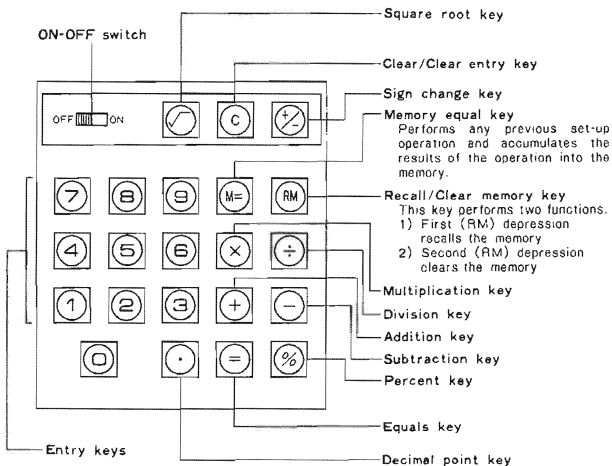 Square root key
ON-OFF switch
Clear/Clear entry key
Sign change key
Memory equal key
Performs any previous set-up
operation and accumulates the
results of the operation into the
memory.
Recall/Clear memory key
This key performs two functions.
1) First (RM) depression
recalls the memory
2) Second (RM) depression
clears the memory
Multiplication key
Division key
Addition key
Subtraction key
Percent key
Equals key
Decimal point key
Entry keys
OFF ON √ C +/-
7 8 9 M= RM
4 5 6 × ÷
1 2 3 + −
0 . = %